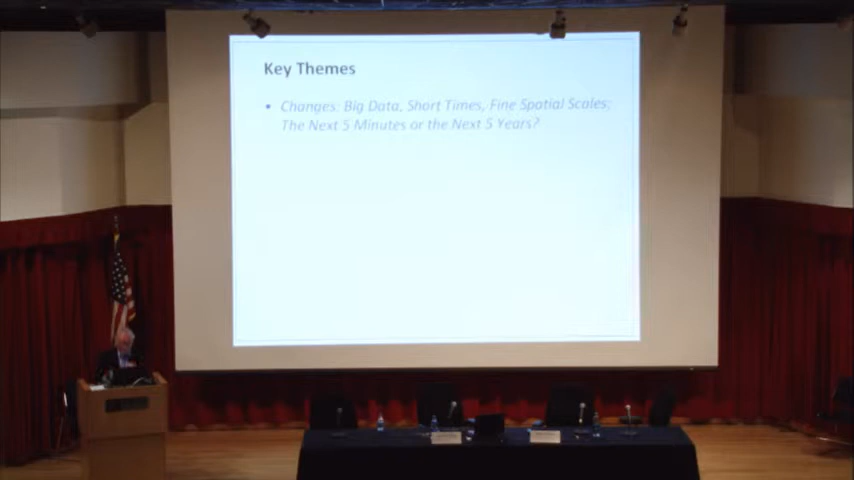 Key Themes
• Changes: Big Data, Short Times, Fine Spatial Scales:
The Next 5 Minutes or the Next 5 Years?